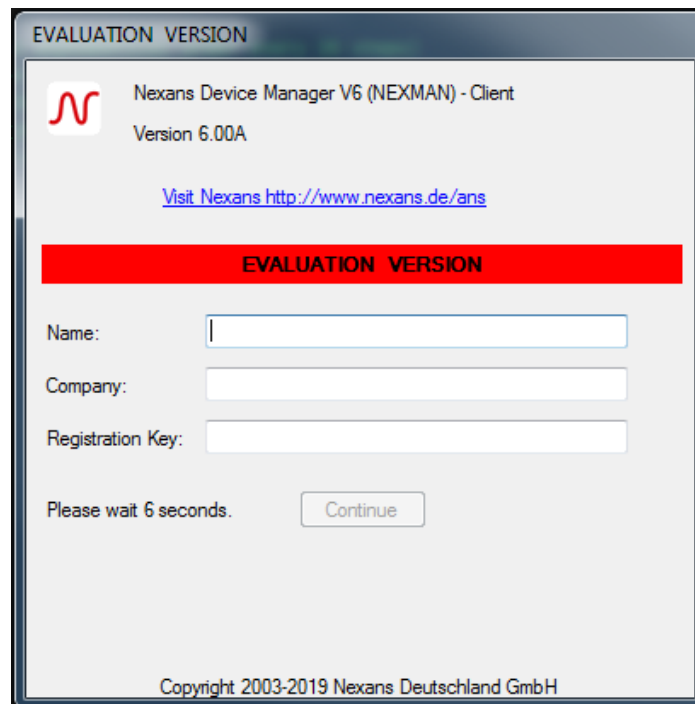 EVALUATION VERSION
Nexans Device Manager V6 (NEXMAN) - Client
Version 6.00A
Visit Nexans http://www.nexans.de/ans
EVALUATION VERSION
Name:
Company:
Registration Key:
Please wait 6 seconds. Continue
Copyright 2003-2019 Nexans Deutschland GmbH